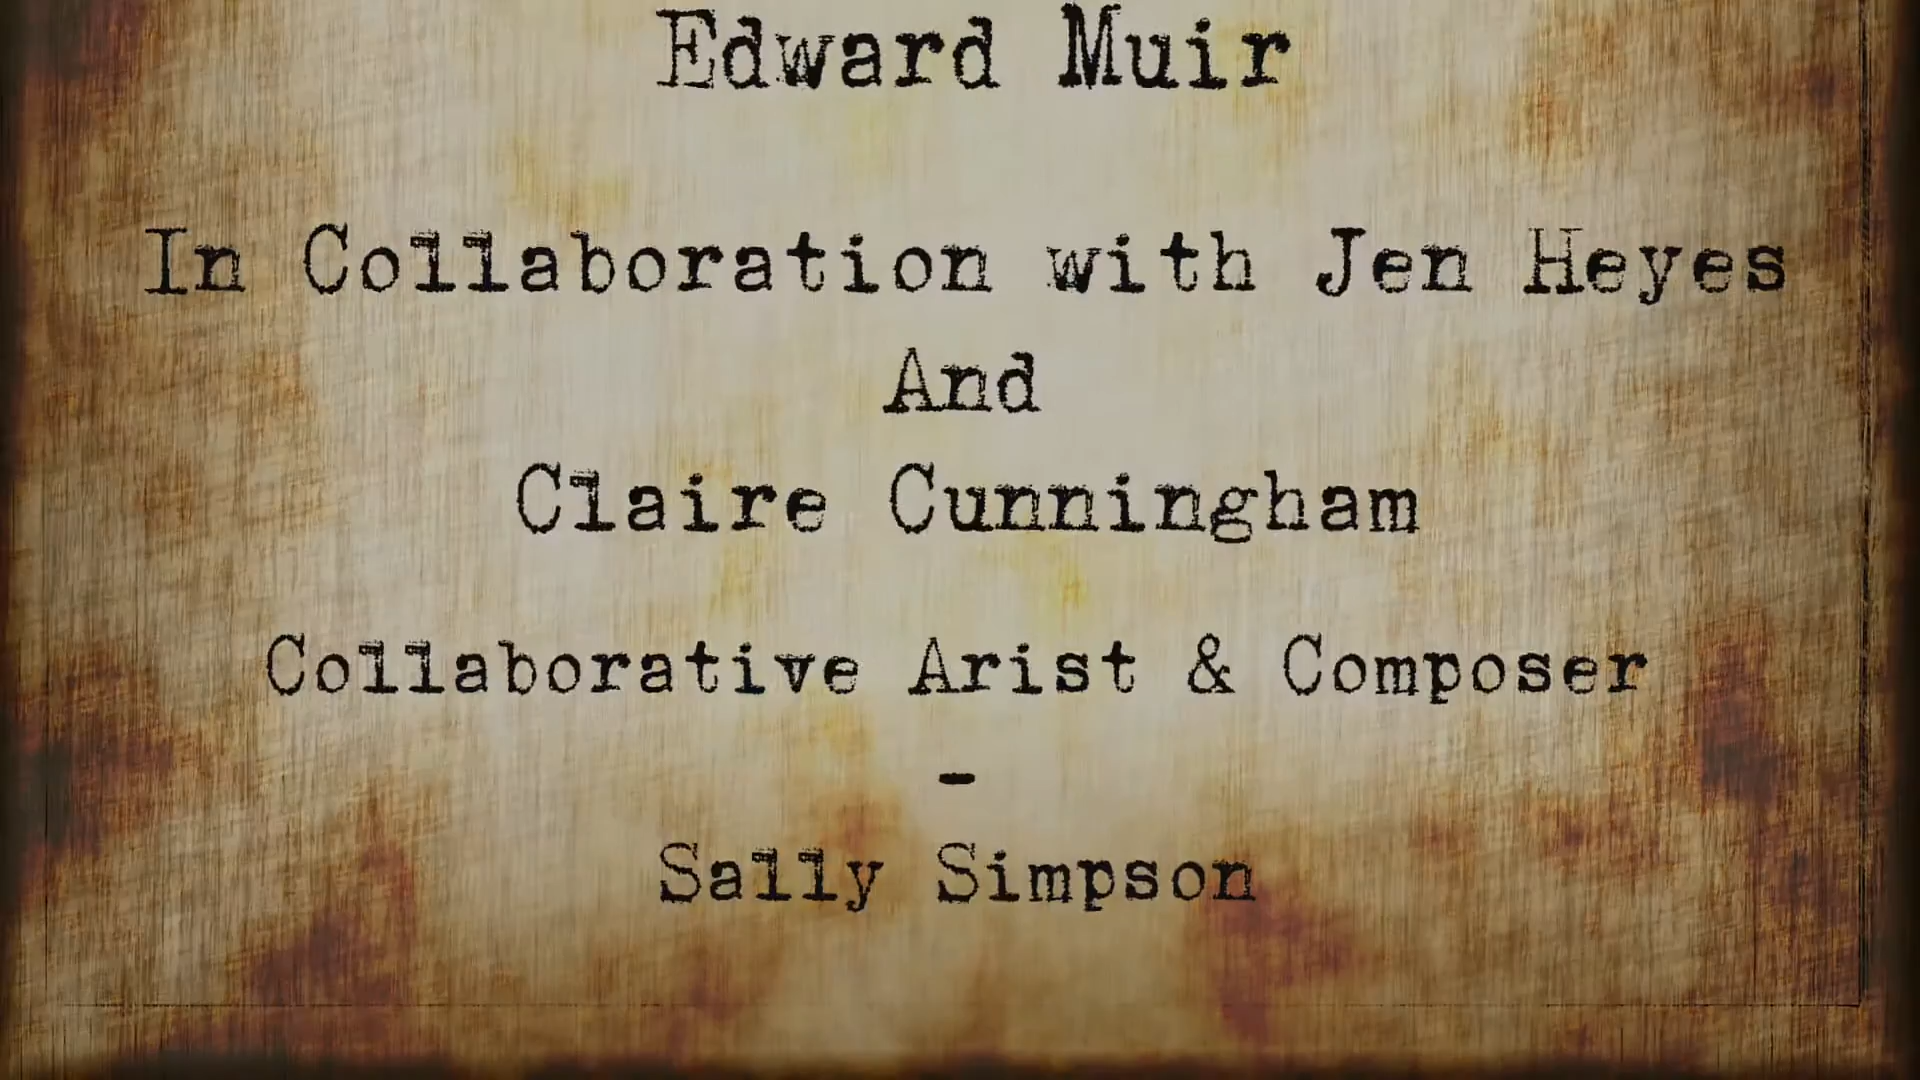 Edward Muir
In Collaboration with Jen Heyes
And
Claire Cunningham
Collaborative Arist & Composer
-
Sally Simpson